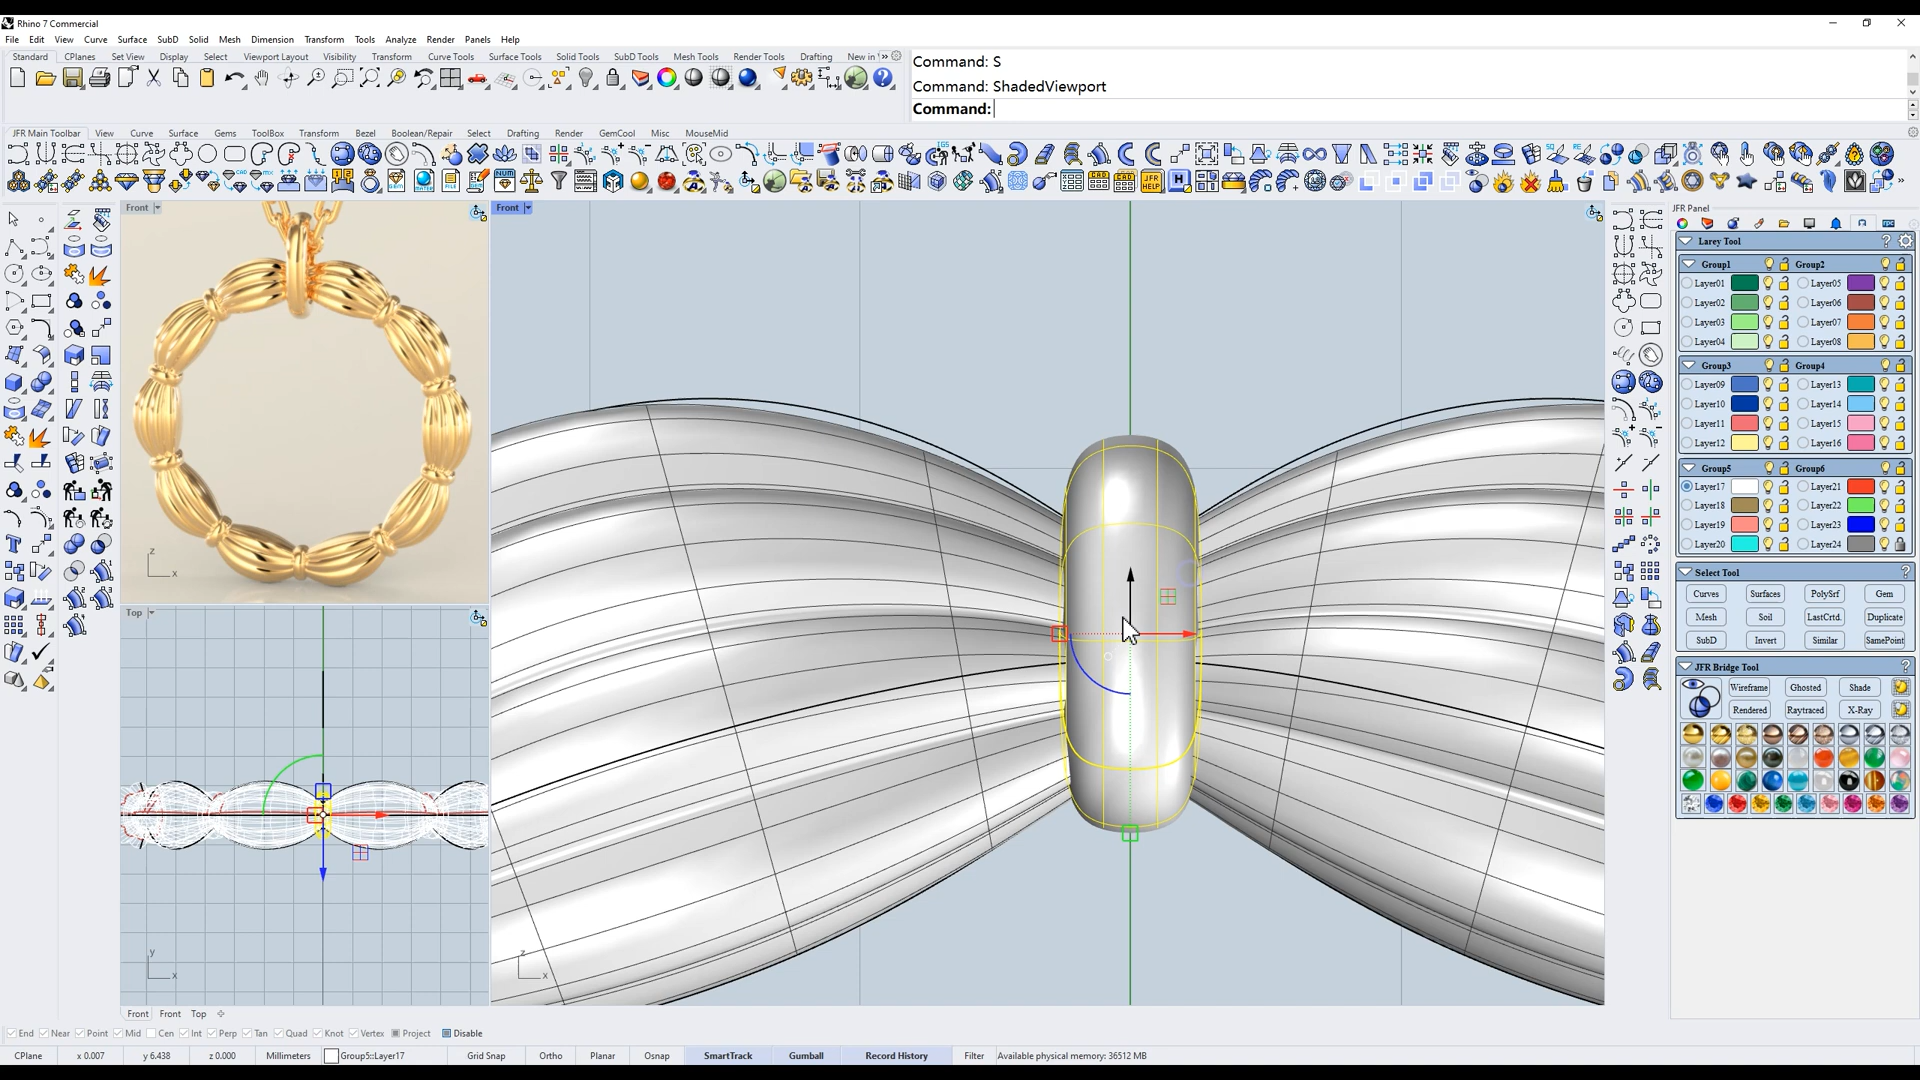 Rhino 7 Commercial
File Edit View Curve Surface SubD Solid Mesh Dimension Transform Tools Analyze Render Panels Help
Standard CPlanes Set View Display Select Viewport Layout Visibility Transform Curve Tools Surface Tools Solid Tools SubD Tools Mesh Tools Render Tools Drafting New in
Command: S
Command: ShadedViewport
Command:
JFR Main Toolbar View Curve Surface Gems ToolBox Transform Bezel Boolean/Repair Select Drafting Render GemCool Misc MouseMid
Front
Front
Top
z
x
y
x
z
x
JFR Panel
Larey Tool ?
Group1 Group2
Layer01 Layer05
Layer02 Layer06
Layer03 Layer07
Layer04 Layer08
Group3 Group4
Layer09 Layer13
Layer10 Layer14
Layer11 Layer15
Layer12 Layer16
Group5 Group6
Layer17 Layer21
Layer18 Layer22
Layer19 Layer23
Layer20 Layer24
Select Tool ?
Curves Surfaces PolySrf Gem
Mesh Soil LastCrtd. Duplicate
SubD Invert Similar SamePoint
JFR Bridge Tool ?
Wireframe Ghosted Shade
Rendered Raytraced X-Ray
Front Front Top
End Near Point Mid Cen Int Perp Tan Quad Knot Vertex Project Disable
CPlane x 0.007 y 6.438 z 0.000 Millimeters Group5::Layer17 Grid Snap Ortho Planar Osnap SmartTrack Gumball Record History Filter Available physical memory: 36512 MB